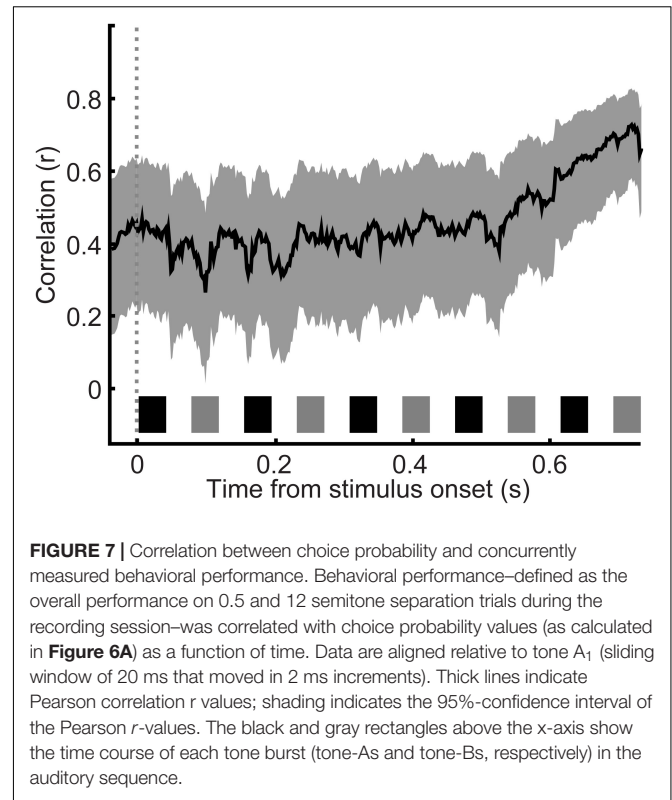 Correlation (r)
0.8
0.6
0.4
0.2
0
0 0.2 0.4 0.6
Time from stimulus onset (s)
FIGURE 7 | Correlation between choice probability and concurrently
measured behavioral performance. Behavioral performance–defined as the
overall performance on 0.5 and 12 semitone separation trials during the
recording session–was correlated with choice probability values (as calculated
in Figure 6A) as a function of time. Data are aligned relative to tone A₁ (sliding
window of 20 ms that moved in 2 ms increments). Thick lines indicate
Pearson correlation r values; shading indicates the 95%-confidence interval of
the Pearson r-values. The black and gray rectangles above the x-axis show
the time course of each tone burst (tone-As and tone-Bs, respectively) in the
auditory sequence.